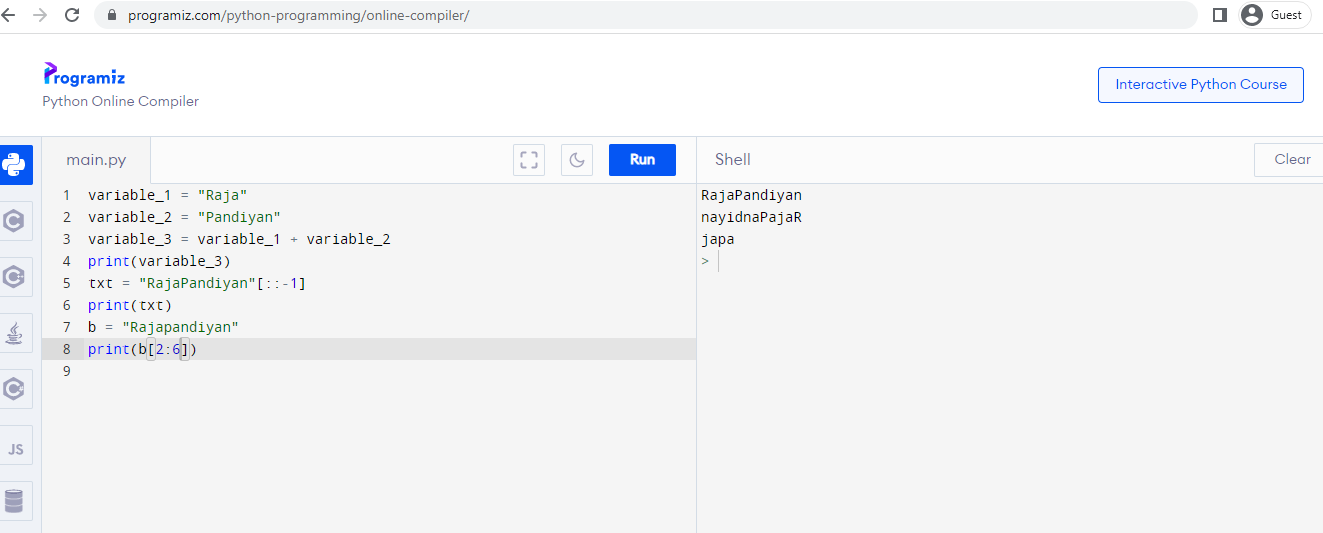 programiz.com/python-programming/online-compiler/
Guest
Programiz
Python Online Compiler
Interactive Python Course
main.py
Run
Shell
Clear
1 variable_1 = "Raja"
2 variable_2 = "Pandiyan"
3 variable_3 = variable_1 + variable_2
4 print(variable_3)
5 txt = "RajaPandiyan"[::-1]
6 print(txt)
7 b = "Rajapandiyan"
8 print(b[2:6])
9
RajaPandiyan
nayidnaPajaR
japa
>
JS